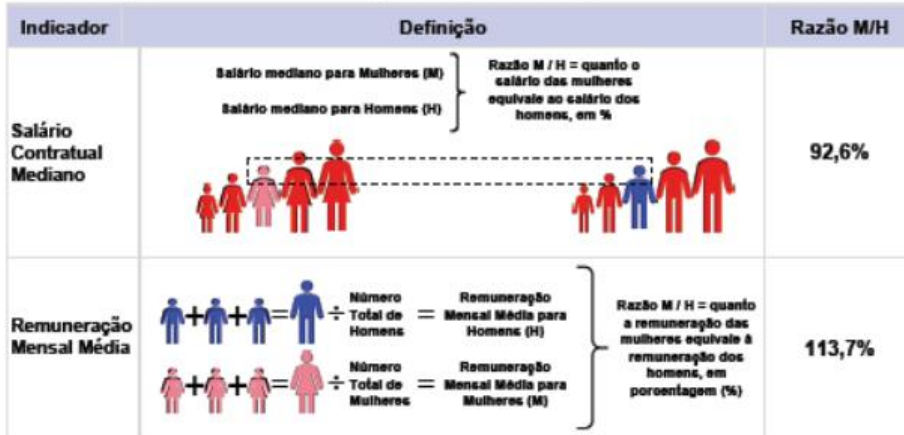 Indicador Definição Razão M/H
Salário mediano para Mulheres (M)
Salário mediano para Homens (H)
Razão M / H = quanto o
salário das mulheres
equivale ao salário dos
homens, em %
Salário
Contratual
Mediano
92,6%
Remuneração
Mensal Média
+ + + = ÷
Número
Total de
Homens
=
Remuneração
Mensal Média para
Homens (H)
+ + + = ÷
Número
Total de
Mulheres
=
Remuneração
Mensal Média para
Mulheres (M)
Razão M / H = quanto
a remuneração das
mulheres equivale à
remuneração dos
homens, em
porcentagem (%)
113,7%